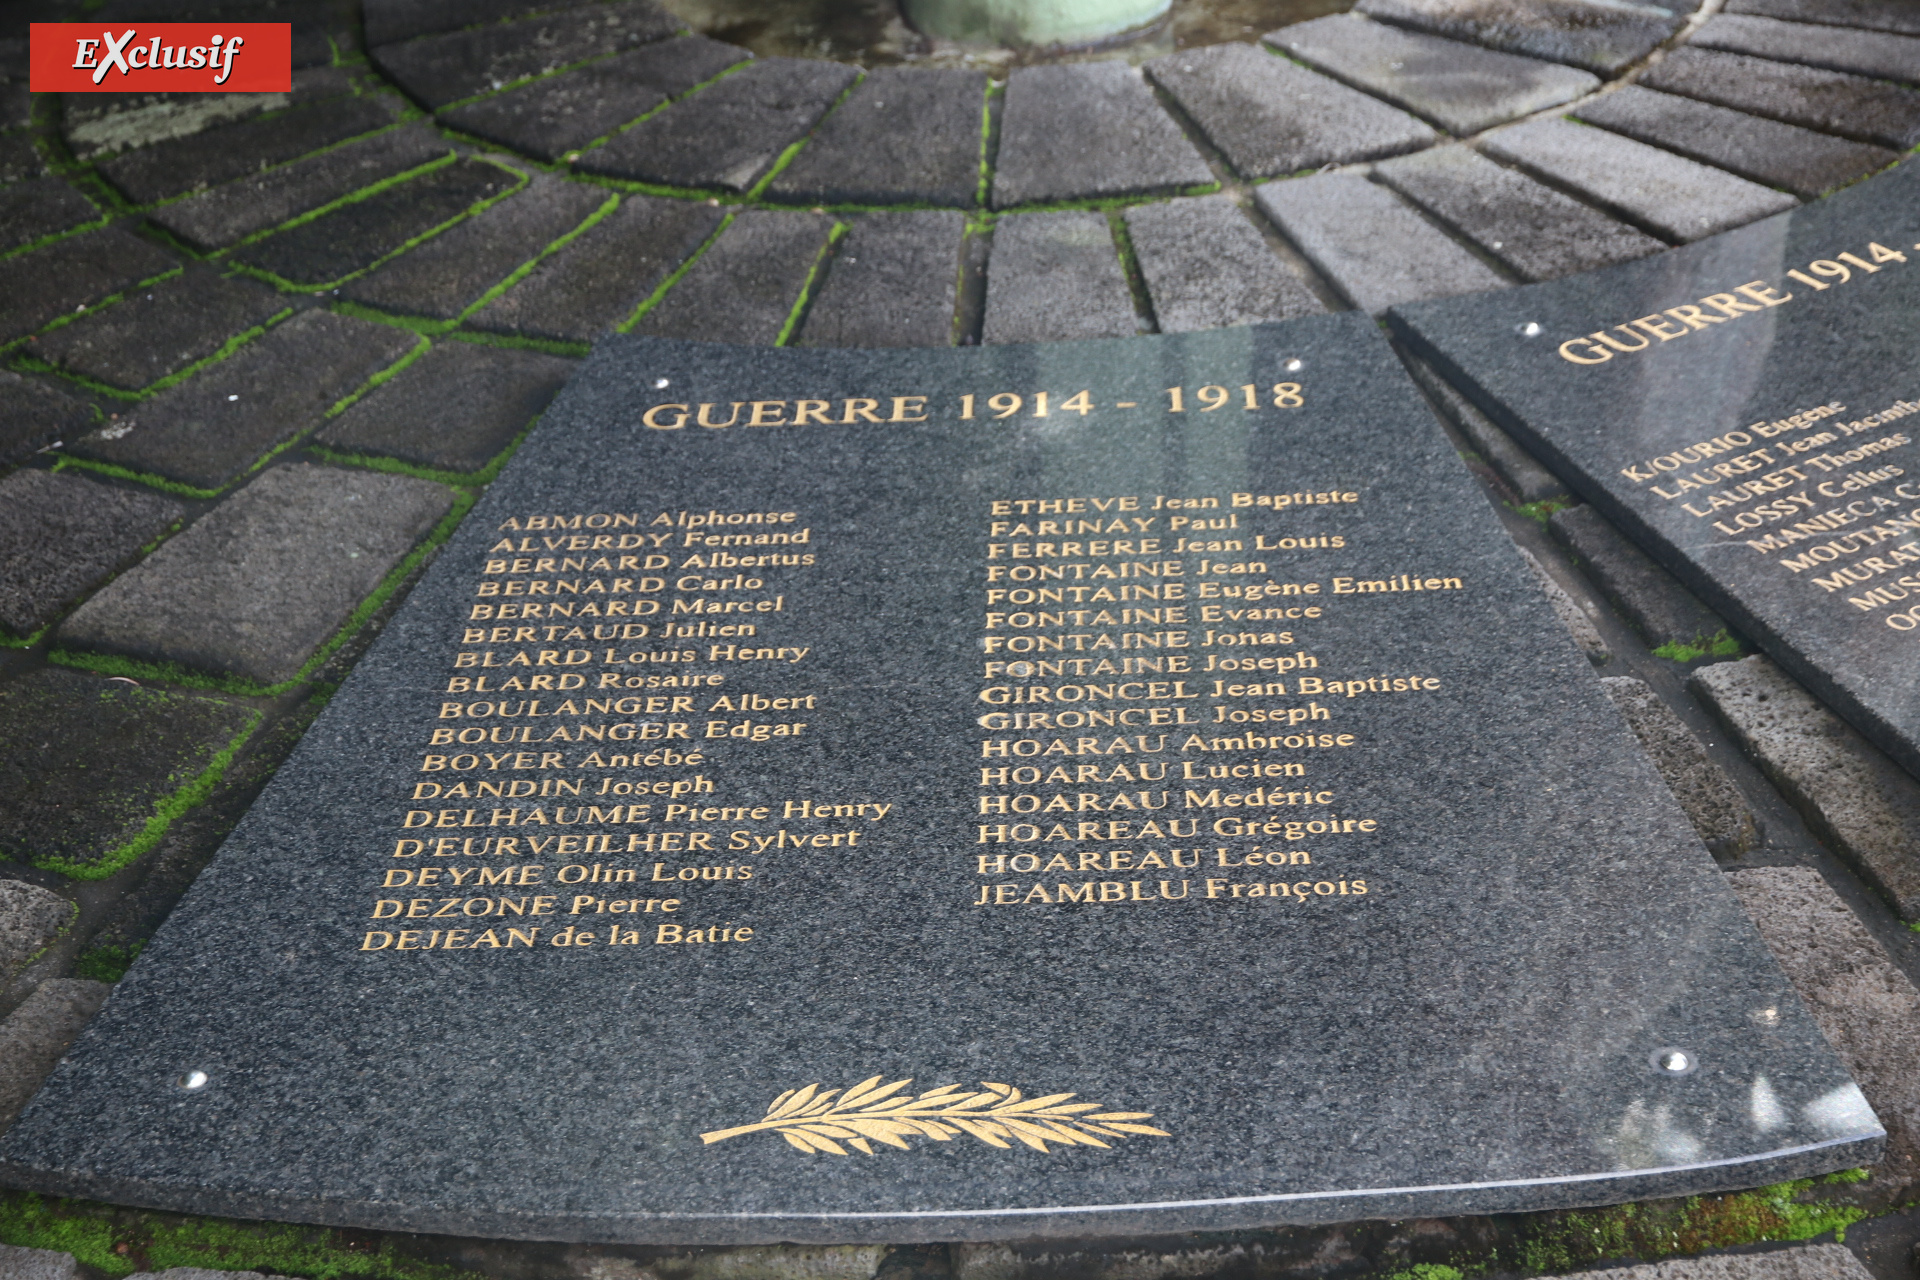 EXclusif
GUERRE 1914 - 1918
ABMON Alphonse
ALVERDY Fernand
BERNARD Albertus
BERNARD Carlo
BERNARD Marcel
BERTAUD Julien
BLARD Louis Henry
BLARD Rosaire
BOULANGER Albert
BOULANGER Edgar
BOYER Antébé
DANDIN Joseph
DELHAUME Pierre Henry
D'EURVEILHER Sylvert
DEYME Olin Louis
DEZONE Pierre
DEJEAN de la Batie
ETHEVE Jean Baptiste
FARINAY Paul
FERRERE Jean Louis
FONTAINE Jean
FONTAINE Eugène Emilien
FONTAINE Evance
FONTAINE Jonas
FONTAINE Joseph
GIRONCEL Jean Baptiste
GIRONCEL Joseph
HOARAU Ambroise
HOARAU Lucien
HOARAU Medéric
HOAREAU Grégoire
HOAREAU Léon
JEAMBLU François
GUERRE 1914
K/OURIO Eugène
LAURET Jean Jacinthe
LAURET Thomas
LOSSY Cellus
MANIECA